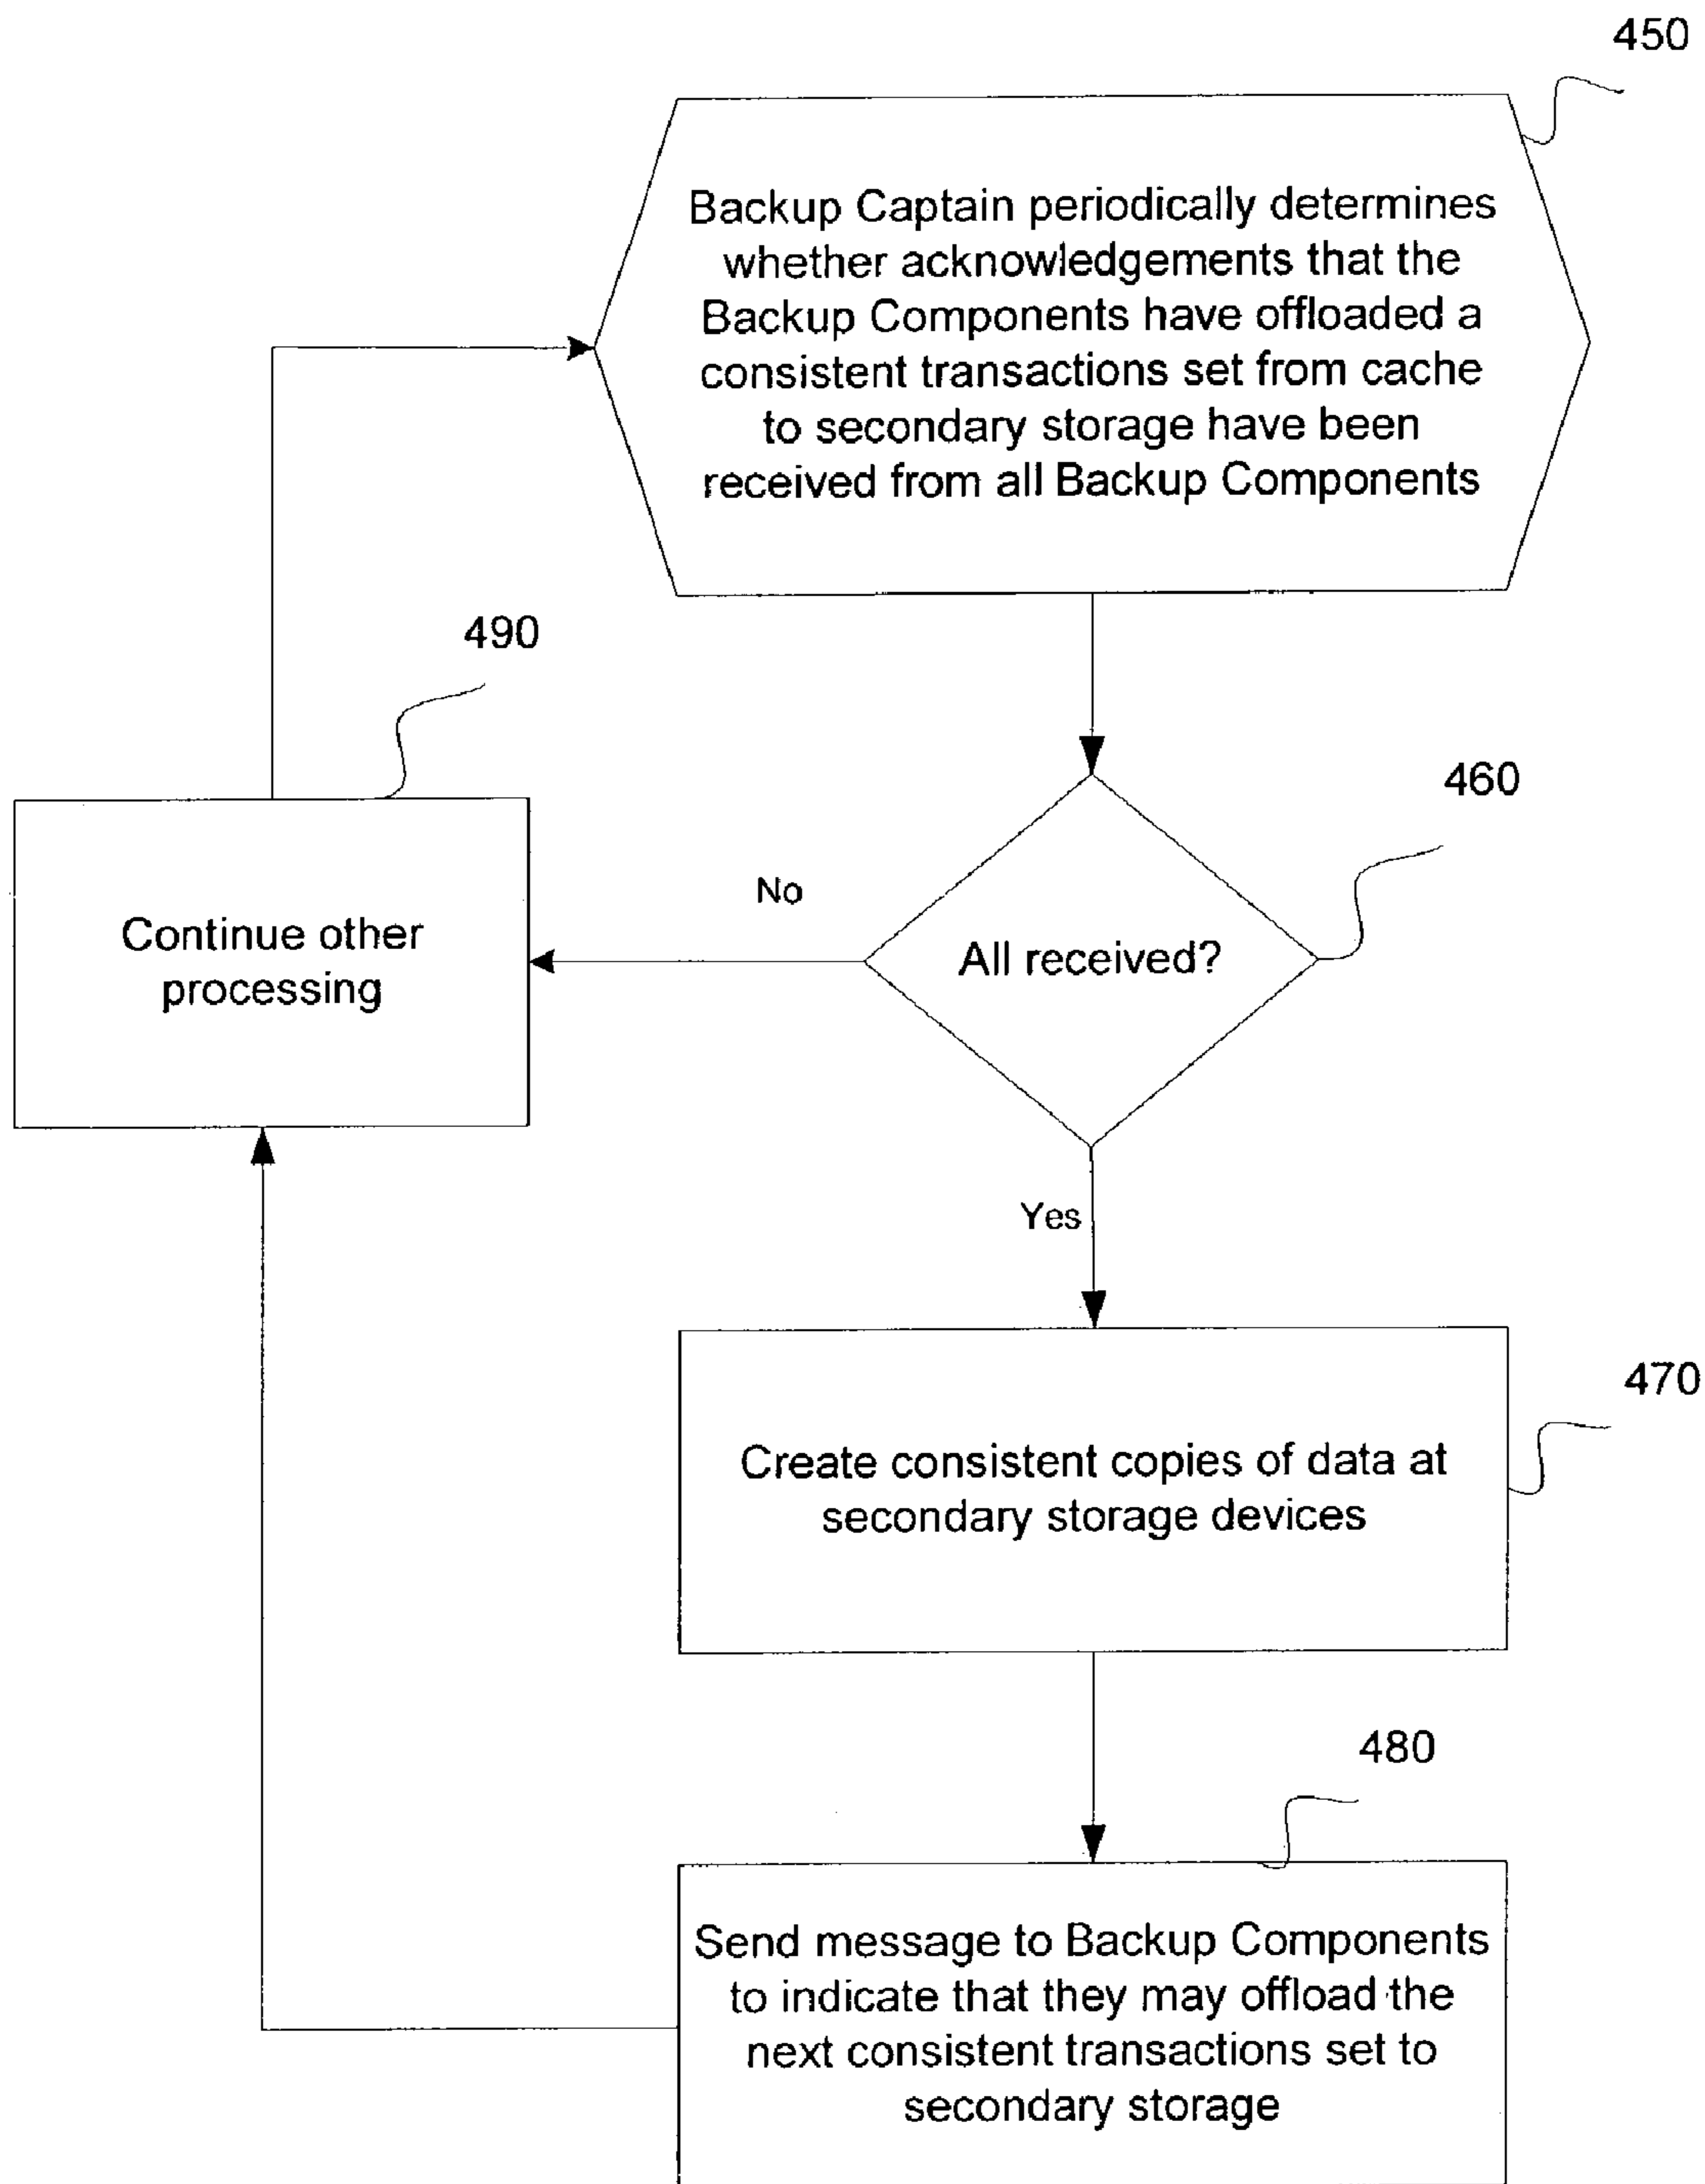 450
Backup Captain periodically determines
whether acknowledgements that the
Backup Components have offloaded a
consistent transactions set from cache
to secondary storage have been
received from all Backup Components
490
460
No
All received?
Continue other
processing
Yes
470
Create consistent copies of data at
secondary storage devices
480
Send message to Backup Components
to indicate that they may offload the
next consistent transactions set to
secondary storage